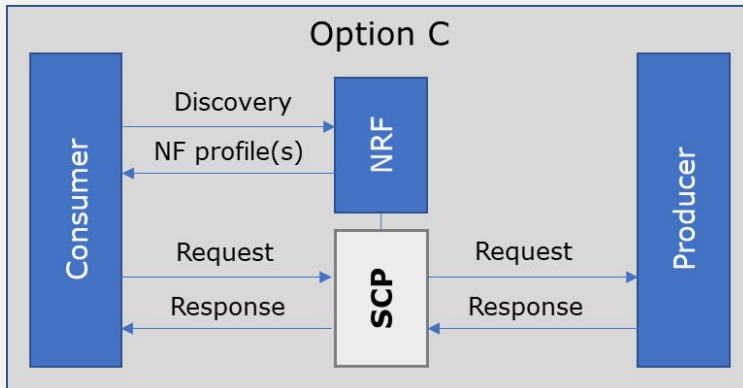 Option C
Consumer
Discovery
NF profile(s)
NRF
Producer
Request
Response
SCP
Request
Response